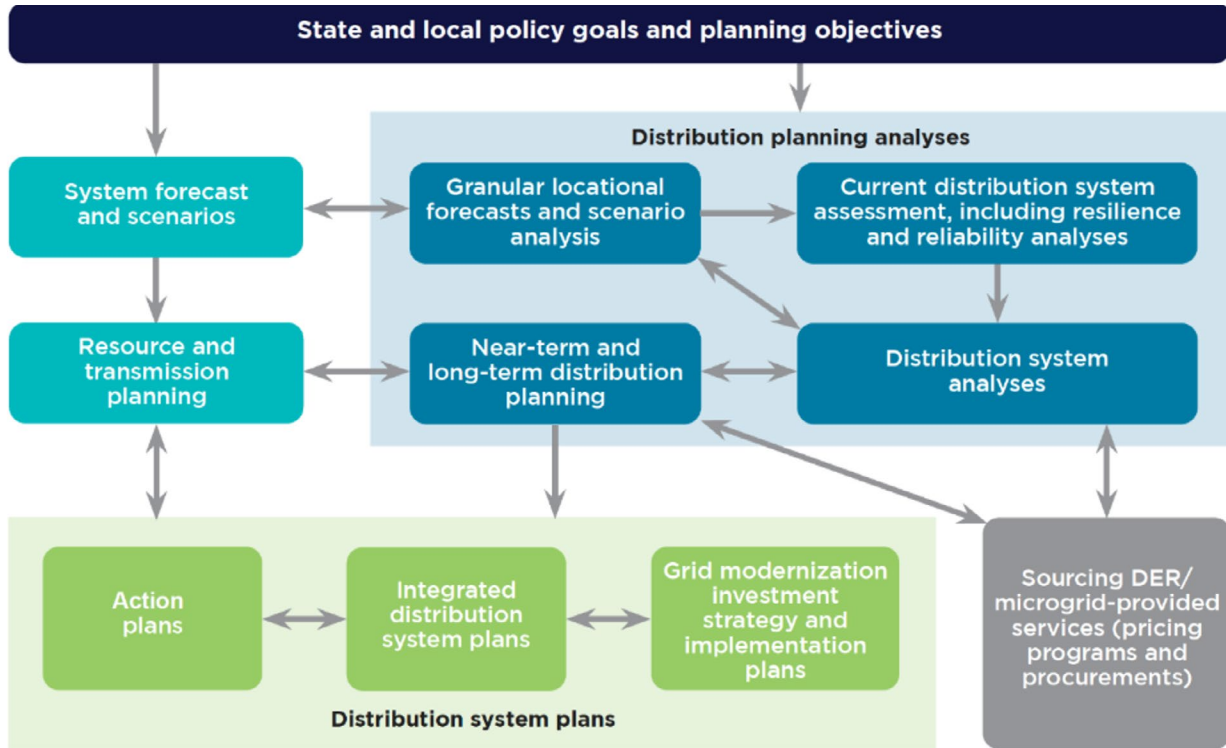 State and local policy goals and planning objectives
Distribution planning analyses
System forecast
and scenarios
Granular locational
forecasts and scenario
analysis
Current distribution system
assessment, including resilience
and reliability analyses
Resource and
transmission
planning
Near-term and
long-term distribution
planning
Distribution system
analyses
Action
plans
Integrated
distribution
system plans
Grid modernization
investment
strategy and
implementation
plans
Sourcing DER/
microgrid-provided
services (pricing
programs and
procurements)
Distribution system plans